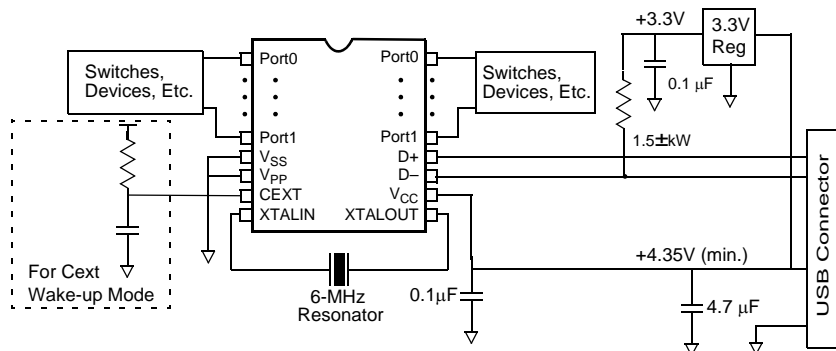 +3.3V
3.3V
Reg
0.1 µF
1.5±kW
Switches,
Devices, Etc.
Port0
Port0
Switches,
Devices, Etc.
Port1
Port1
VSS
D+
VPP
D–
CEXT
VCC
XTALIN
XTALOUT
For Cext
Wake-up Mode
6-MHz
Resonator
0.1µF
+4.35V (min.)
4.7 µF
USB Connector